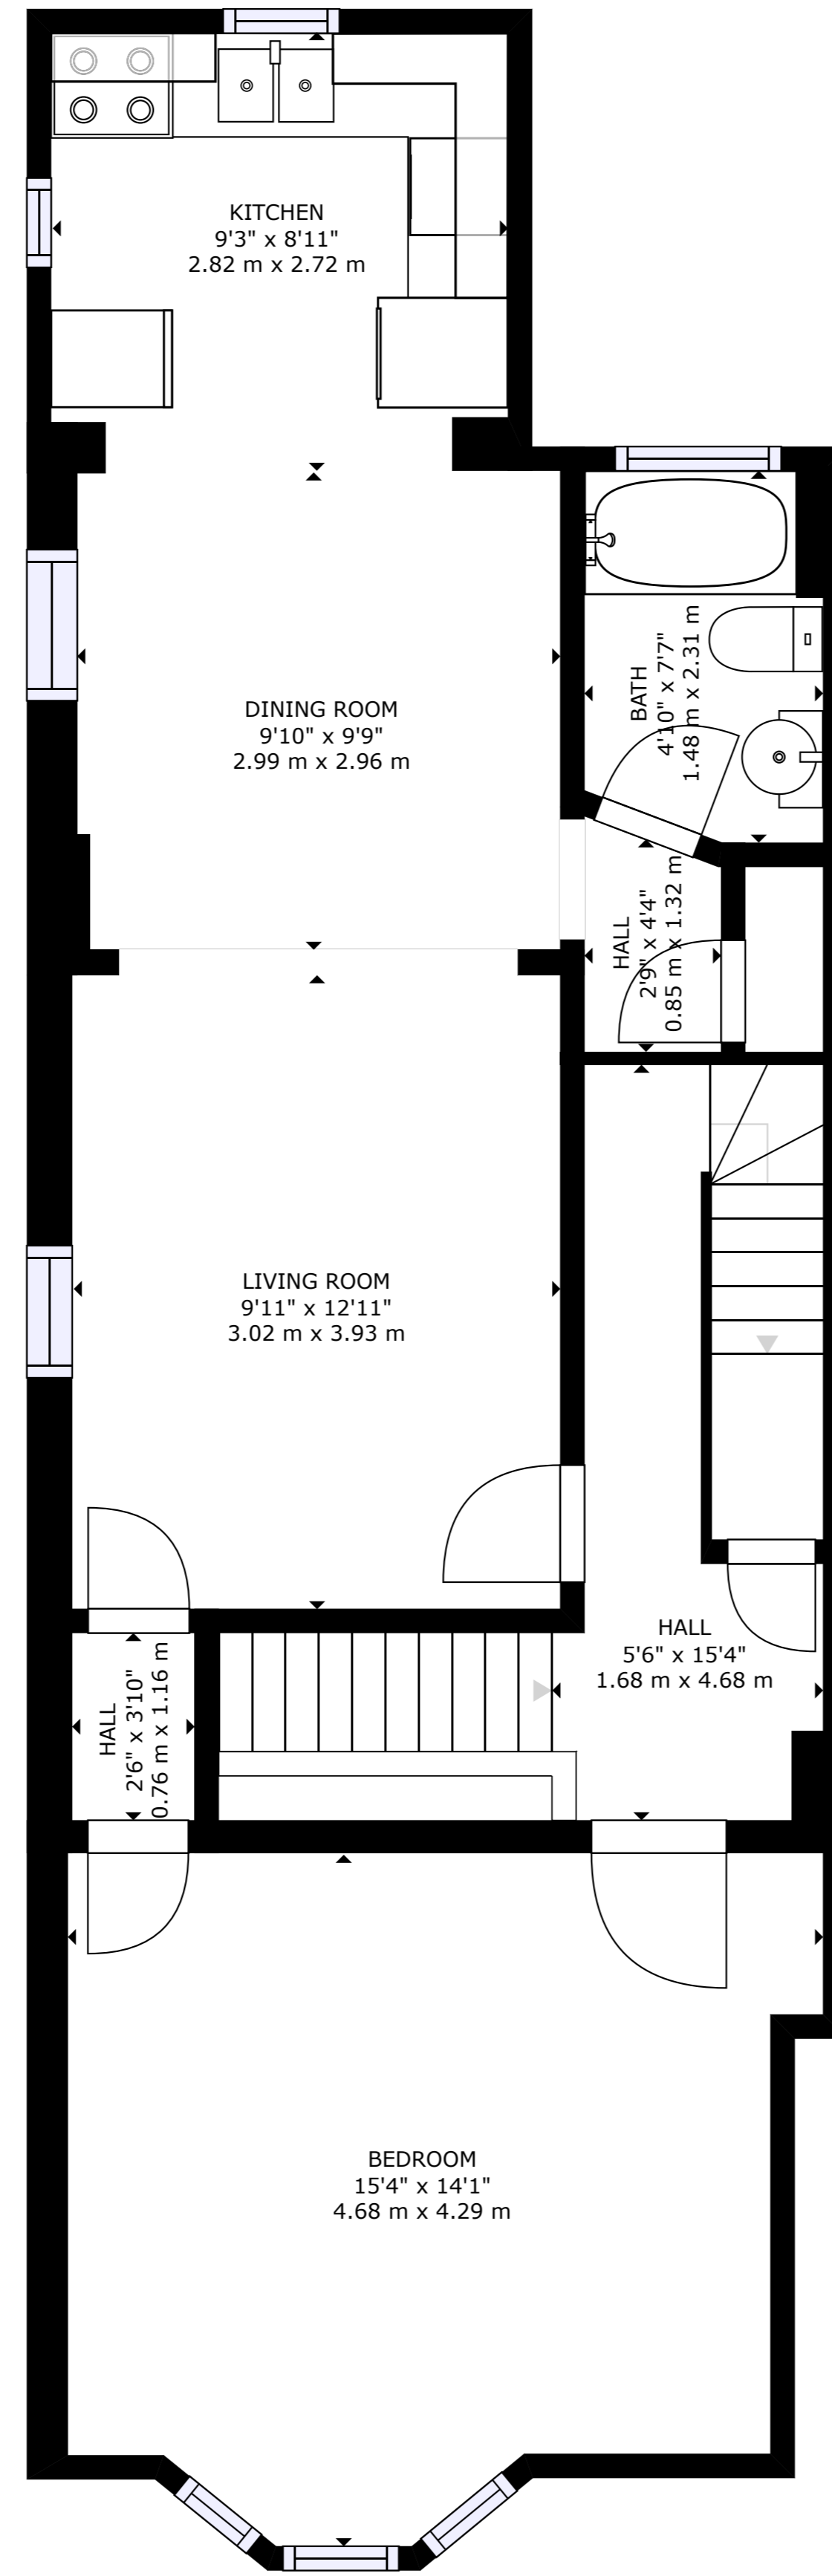 KITCHEN
9'3" x 8'11"
2.82 m x 2.72 m
DINING ROOM
9'10" x 9'9"
2.99 m x 2.96 m
BATH
4'10" x 7'7"
1.48 m x 2.31 m
HALL
2'9" x 4'4"
0.85 m x 1.32 m
LIVING ROOM
9'11" x 12'11"
3.02 m x 3.93 m
HALL
5'6" x 15'4"
1.68 m x 4.68 m
HALL
2'6" x 3'10"
0.76 m x 1.16 m
BEDROOM
15'4" x 14'1"
4.68 m x 4.29 m